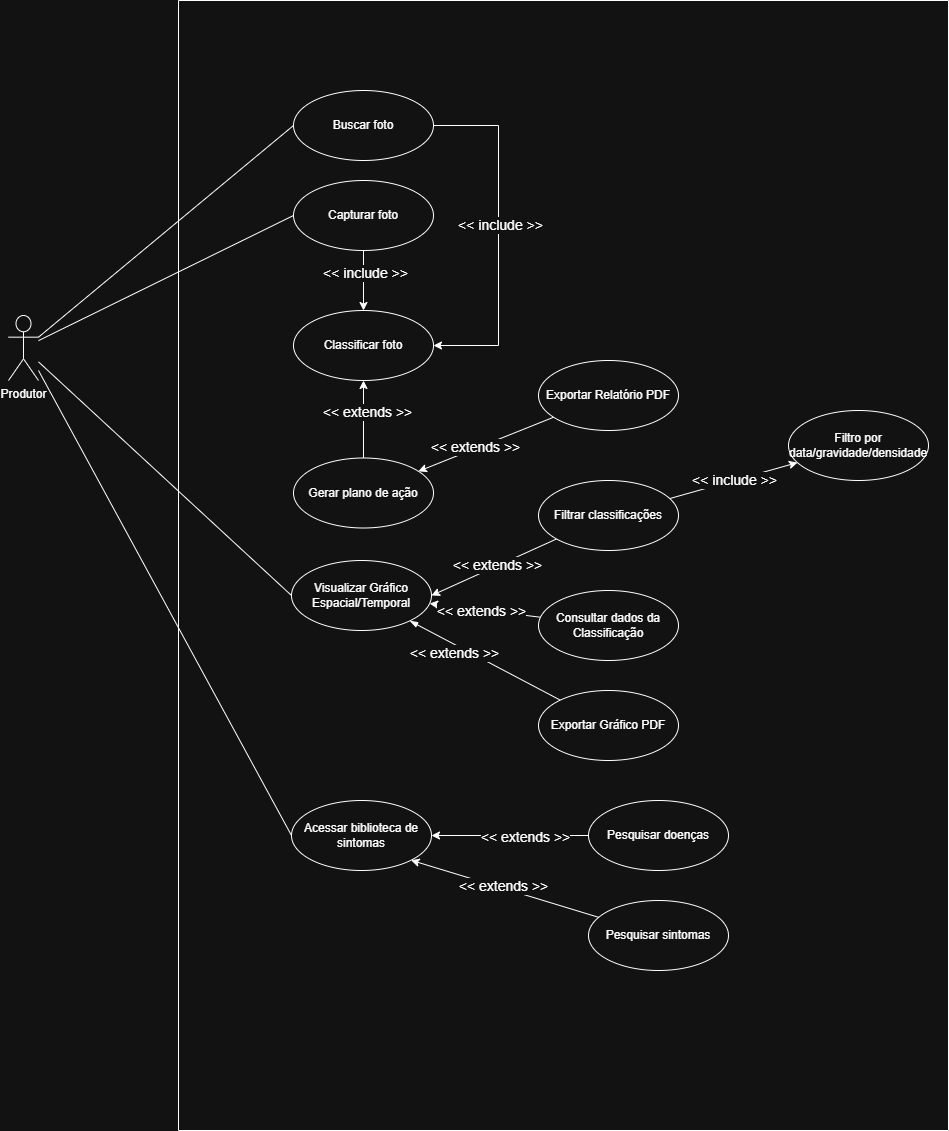 Buscar foto
Capturar foto
<< include >>
<< include >>
Produtor
Classificar foto
<< extends >>
Exportar Relatório PDF
<< extends >>
Filtro por
data/gravidade/densidade
<< include >>
Gerar plano de ação
Filtrar classificações
<< extends >>
Visualizar Gráfico
Espacial/Temporal
<< extends >>
Consultar dados da
Classificação
<< extends >>
Exportar Gráfico PDF
Acessar biblioteca de
sintomas
<< extends >>
Pesquisar doenças
<< extends >>
Pesquisar sintomas